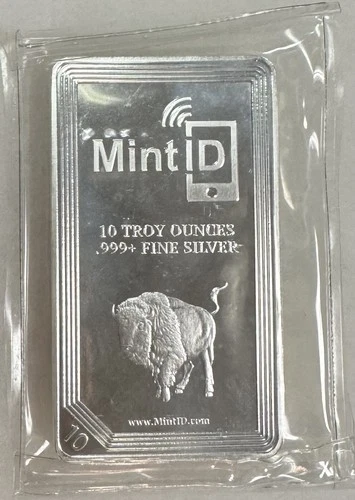 MintID
10 TROY OUNCES
.999+ FINE SILVER
www.MintID.com
10